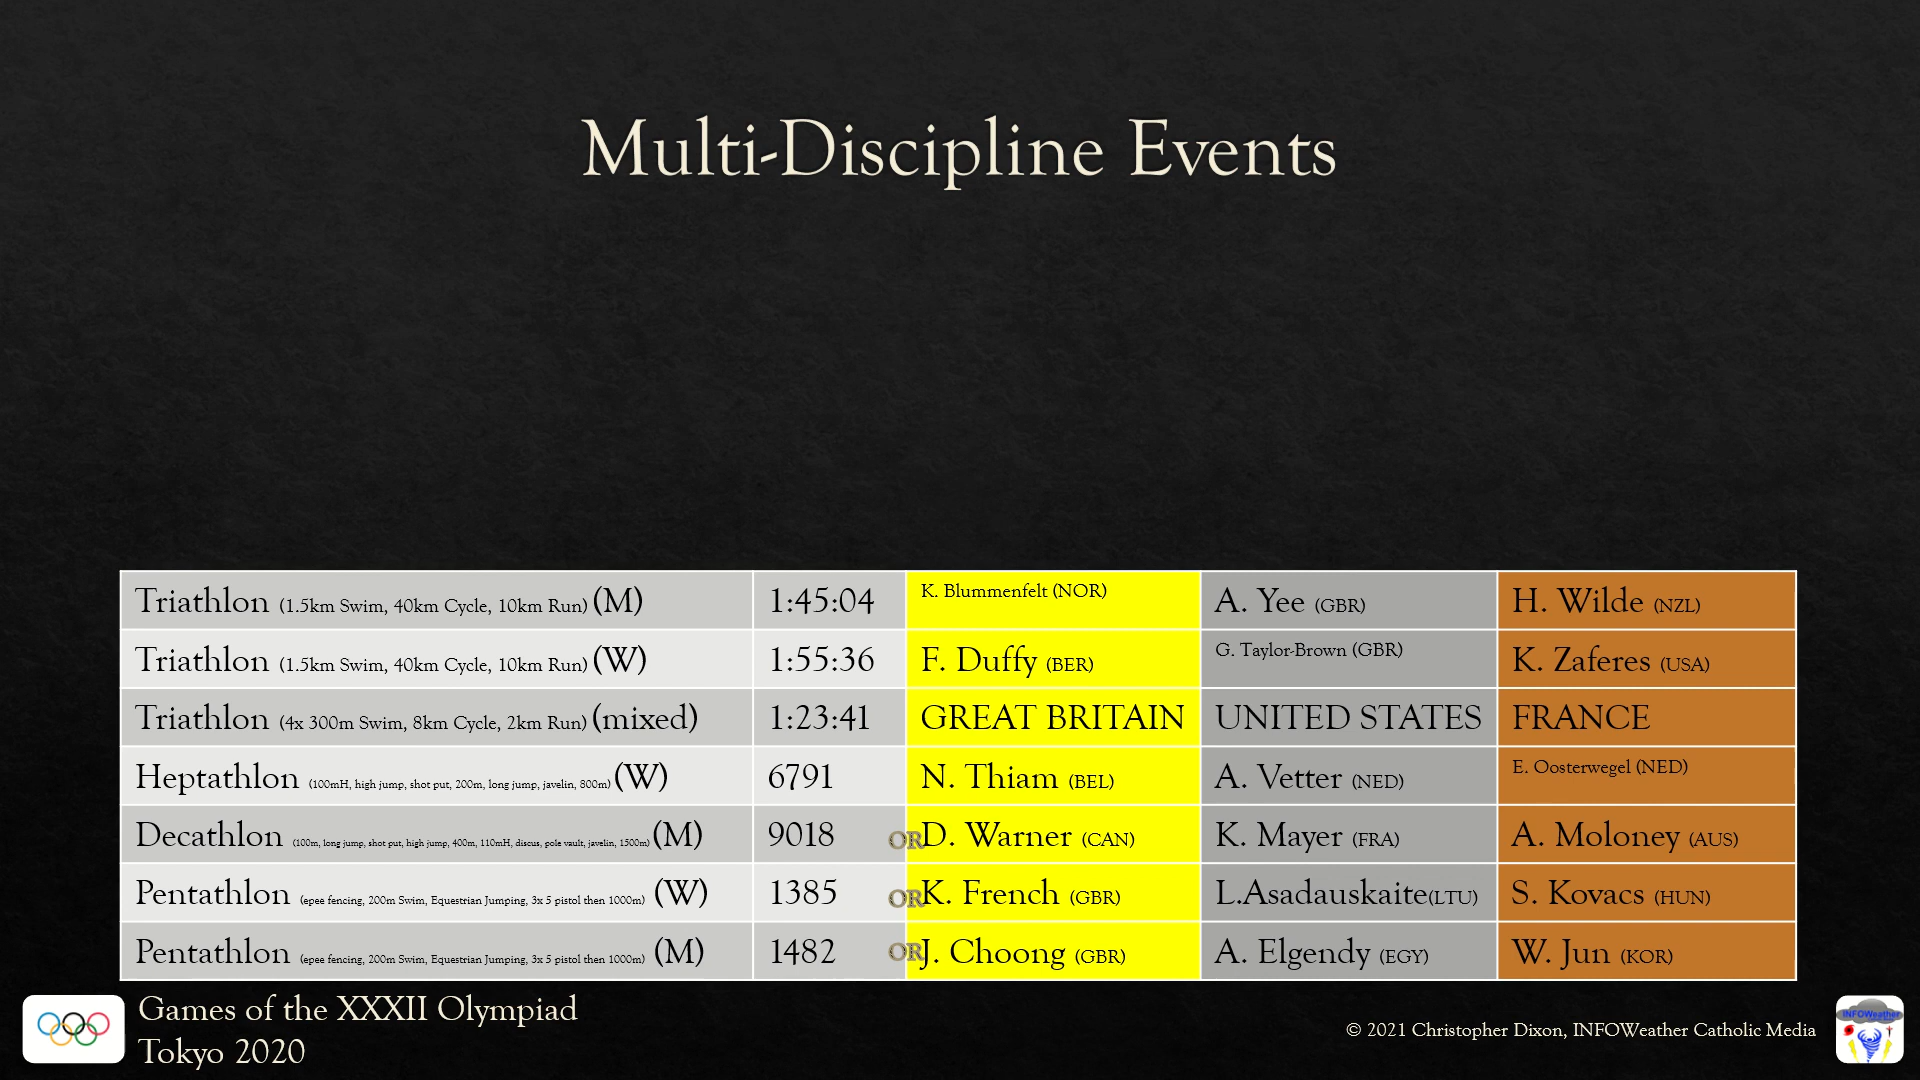 Multi-Discipline Events
Triathlon (1.5km Swim, 40km Cycle, 10km Run) (M) 1:45:04 K. Blummenfelt (NOR) A. Yee (GBR) H. Wilde (NZL)
Triathlon (1.5km Swim, 40km Cycle, 10km Run) (W) 1:55:36 F. Duffy (BER) G. Taylor-Brown (GBR) K. Zaferes (USA)
Triathlon (4x 300m Swim, 8km Cycle, 2km Run) (mixed) 1:23:41 GREAT BRITAIN UNITED STATES FRANCE
Heptathlon (100mH, high jump, shot put, 200m, long jump, javelin, 800m) (W) 6791 N. Thiam (BEL) A. Vetter (NED) E. Oosterwegel (NED)
Decathlon (100m, long jump, shot put, high jump, 400m, 110mH, discus, pole vault, javelin, 1500m) (M) 9018 OR D. Warner (CAN) K. Mayer (FRA) A. Moloney (AUS)
Pentathlon (epee fencing, 200m Swim, Equestrian Jumping, 3x 5 pistol then 1000m) (W) 1385 OR K. French (GBR) L.Asadauskaite(LTU) S. Kovacs (HUN)
Pentathlon (epee fencing, 200m Swim, Equestrian Jumping, 3x 5 pistol then 1000m) (M) 1482 OR J. Choong (GBR) A. Elgendy (EGY) W. Jun (KOR)
Games of the XXXII Olympiad
Tokyo 2020
© 2021 Christopher Dixon, INFOWeather Catholic Media
INFOWeather